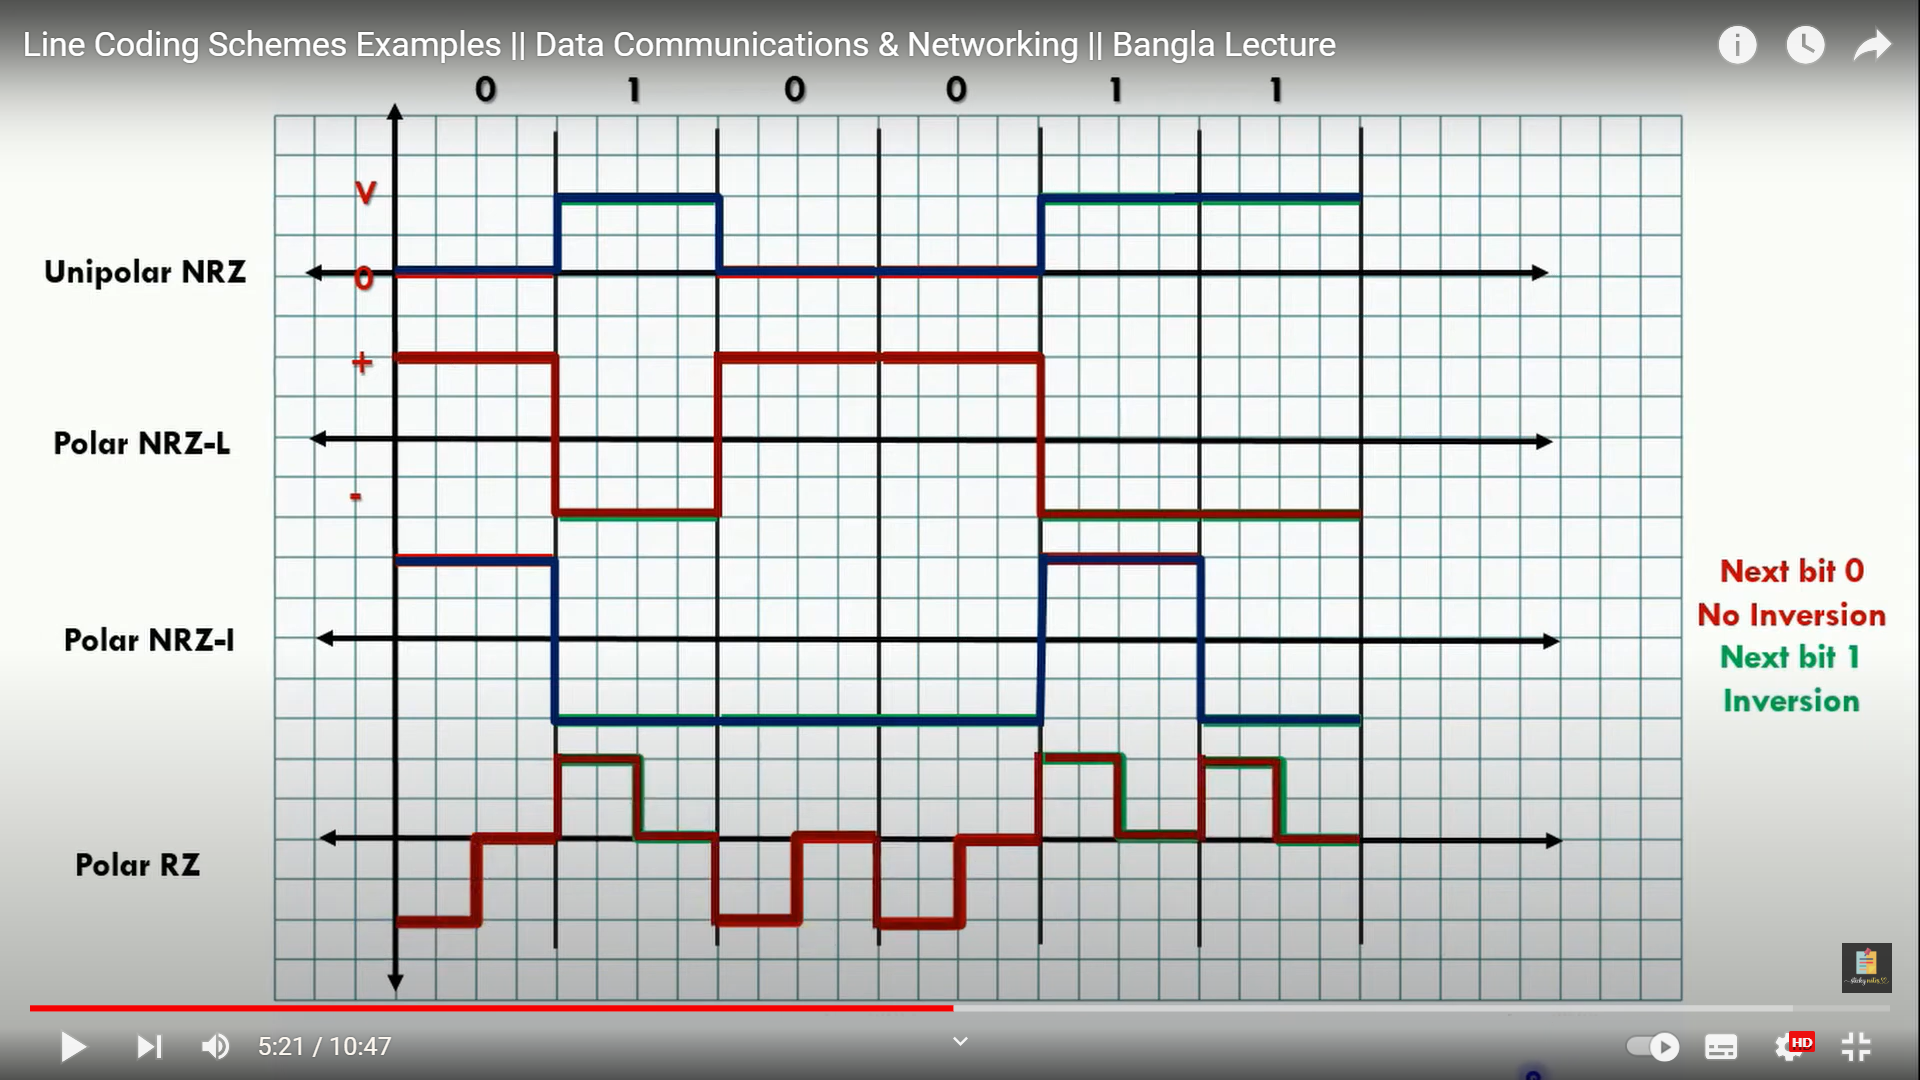 Line Coding Schemes Examples || Data Communications & Networking || Bangla Lecture
0 1 0 0 1 1
V
Unipolar NRZ
0
+
Polar NRZ-L
-
Next bit 0
No Inversion
Polar NRZ-I
Next bit 1
Inversion
Polar RZ
5:21 / 10:47
HD